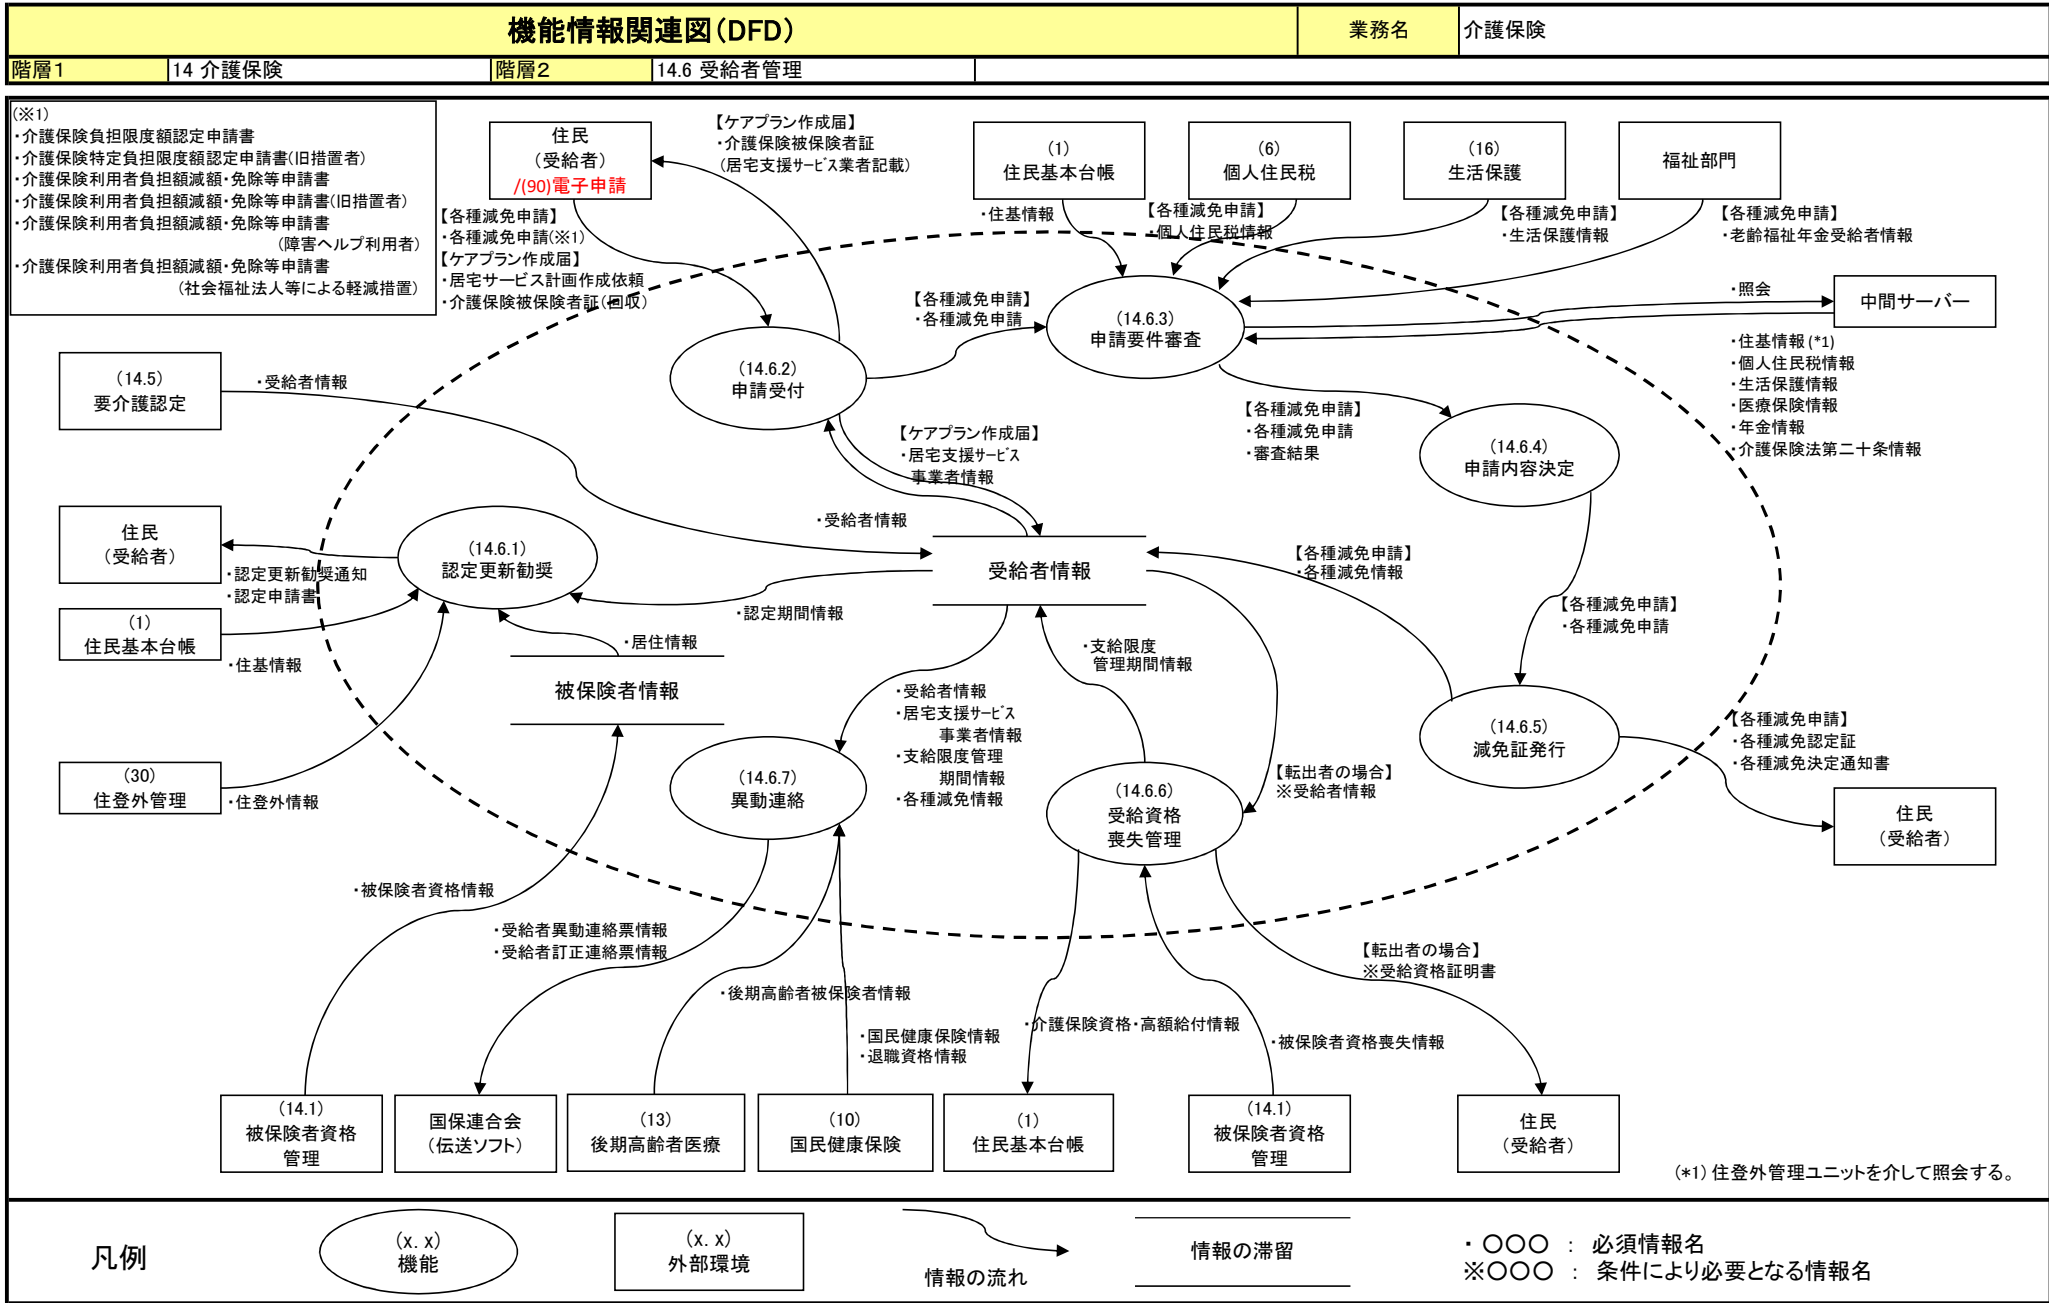 機能情報関連図(DFD)
業務名
介護保険
階層1
14 介護保険
階層2
14.6 受給者管理
(※1)
・介護保険負担限度額認定申請書
・介護保険特定負担限度額認定申請書(旧措置者)
・介護保険利用者負担額減額・免除等申請書
・介護保険利用者負担額減額・免除等申請書(旧措置者)
・介護保険利用者負担額減額・免除等申請書
(障害ヘルプ利用者)
・介護保険利用者負担額減額・免除等申請書
(社会福祉法人等による軽減措置)
住民
(受給者)
/(90)電子申請
【ケアプラン作成届】
・介護保険被保険者証
(居宅支援サービス業者記載)
(1)
住民基本台帳
(6)
個人住民税
(16)
生活保護
福祉部門
【各種減免申請】
・各種減免申請(※1)
【ケアプラン作成届】
・居宅サービス計画作成依頼
・介護保険被保険者証(回収)
・住基情報
【各種減免申請】
・個人住民税情報
【各種減免申請】
・生活保護情報
【各種減免申請】
・老齢福祉年金受給者情報
【各種減免申請】
・各種減免申請
(14.6.3)
申請要件審査
・照会
中間サーバー
・住基情報(*1)
・個人住民税情報
・生活保護情報
・医療保険情報
・年金情報
・介護保険法第二十条情報
(14.5)
要介護認定
・受給者情報
(14.6.2)
申請受付
【各種減免申請】
・各種減免申請
・審査結果
(14.6.4)
申請内容決定
【ケアプラン作成届】
・居宅支援サービス
事業者情報
・受給者情報
住民
(受給者)
(14.6.1)
認定更新勧奨
・認定更新勧奨通知
・認定申請書
受給者情報
【各種減免申請】
・各種減免情報
【各種減免申請】
・各種減免申請
(1)
住民基本台帳
・住基情報
・認定期間情報
・居住情報
被保険者情報
・支給限度
管理期間情報
・受給者情報
・居宅支援サービス
事業者情報
・支給限度管理
期間情報
・各種減免情報
(14.6.5)
減免証発行
【各種減免申請】
・各種減免認定証
・各種減免決定通知書
(30)
住登外管理
・住登外情報
(14.6.7)
異動連絡
(14.6.6)
受給資格
喪失管理
【転出者の場合】
※受給者情報
住民
(受給者)
・被保険者資格情報
・受給者異動連絡票情報
・受給者訂正連絡票情報
・後期高齢者被保険者情報
・国民健康保険情報
・退職資格情報
・介護保険資格・高額給付情報
・被保険者資格喪失情報
【転出者の場合】
※受給資格証明書
(14.1)
被保険者資格
管理
国保連合会
(伝送ソフト)
(13)
後期高齢者医療
(10)
国民健康保険
(1)
住民基本台帳
(14.1)
被保険者資格
管理
住民
(受給者)
(*1)住登外管理ユニットを介して照会する。
凡例
(x.x)
機能
(x.x)
外部環境
情報の流れ
情報の滞留
・ 〇〇〇 : 必須情報名
※〇〇〇 : 条件により必要となる情報名